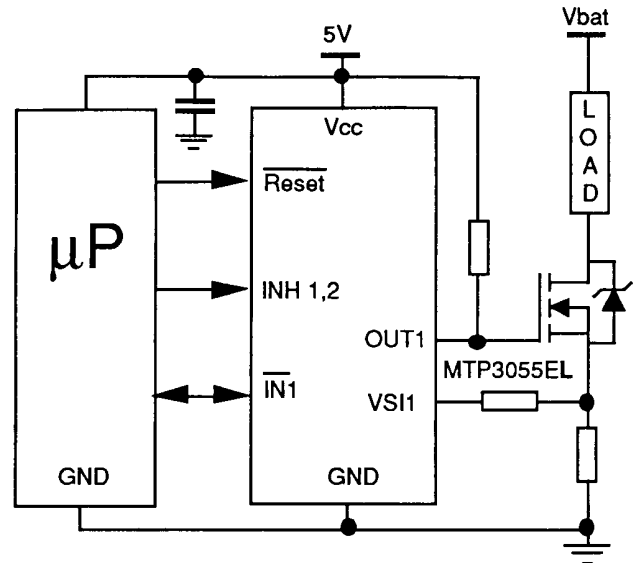 5V
Vbat
Vcc
LOAD
Reset
μP
INH 1,2
OUT1
MTP3055EL
IN1
VSI1
GND
GND